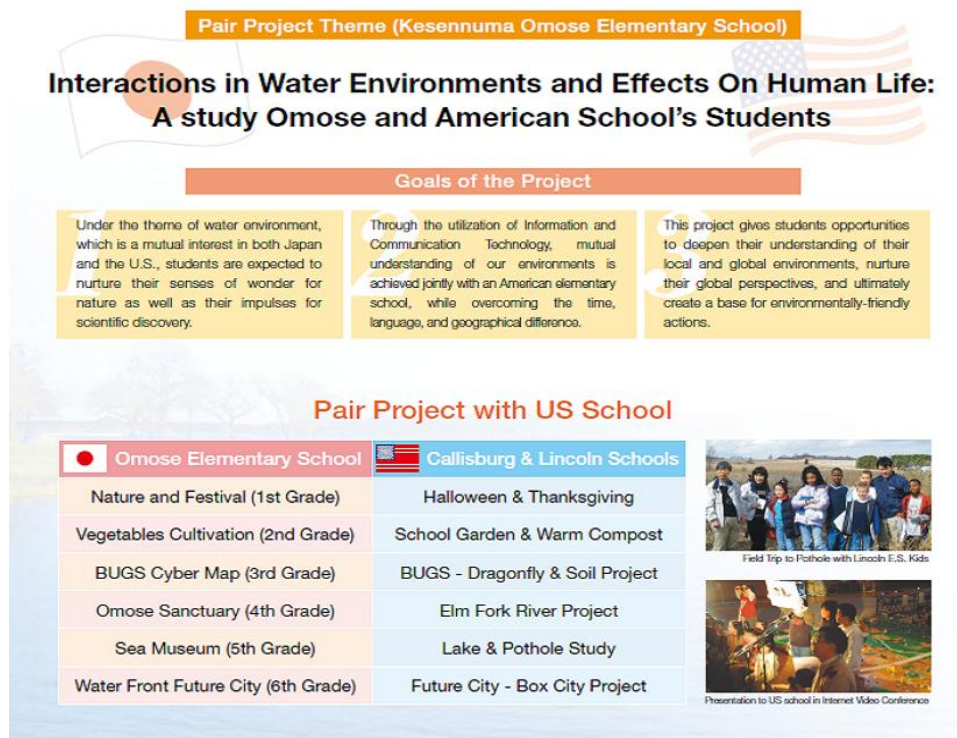 Pair Project Theme (Kesennuma Omose Elementary School)
Interactions in Water Environments and Effects On Human Life:
A study Omose and American School's Students
Goals of the Project
1
Under the theme of water environment,
which is a mutual interest in both Japan
and the U.S., students are expected to
nurture their senses of wonder for
nature as well as their impulses for
scientific discovery.
2
Through the utilization of Information and
Communication Technology, mutual
understanding of our environments is
achieved jointly with an American elementary
school, while overcoming the time,
language, and geographical difference.
3
This project gives students opportunities
to deepen their understanding of their
local and global environments, nurture
their global perspectives, and ultimately
create a base for environmentally-friendly
actions.
Pair Project with US School
Omose Elementary School Callisburg & Lincoln Schools
Nature and Festival (1st Grade) Halloween & Thanksgiving
Vegetables Cultivation (2nd Grade) School Garden & Warm Compost
BUGS Cyber Map (3rd Grade) BUGS - Dragonfly & Soil Project
Omose Sanctuary (4th Grade) Elm Fork River Project
Sea Museum (5th Grade) Lake & Pothole Study
Water Front Future City (6th Grade) Future City - Box City Project
Field Trip to Pothole with Lincoln E.S. Kids
Presentation to US school in Internet Video Conference